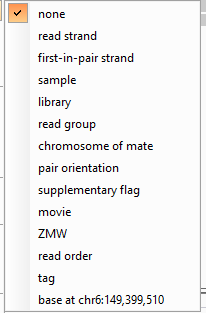 none
read strand
first-in-pair strand
sample
library
read group
chromosome of mate
pair orientation
supplementary flag
movie
ZMW
read order
tag
base at chr6:149,399,510